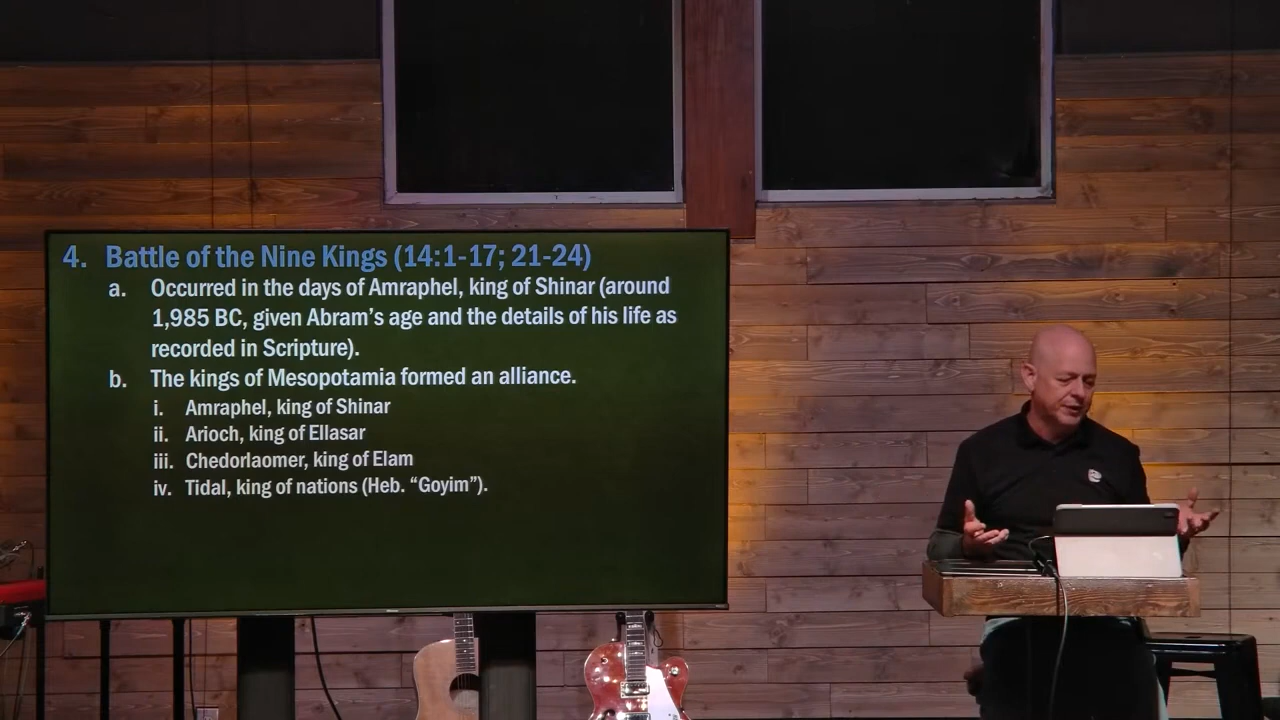 4. Battle of the Nine Kings (14:1-17; 21-24)
a. Occurred in the days of Amraphel, king of Shinar (around
1,985 BC, given Abram’s age and the details of his life as
recorded in Scripture).
b. The kings of Mesopotamia formed an alliance.
i. Amraphel, king of Shinar
ii. Arioch, king of Ellasar
iii. Chedorlaomer, king of Elam
iv. Tidal, king of nations (Heb. “Goyim”).